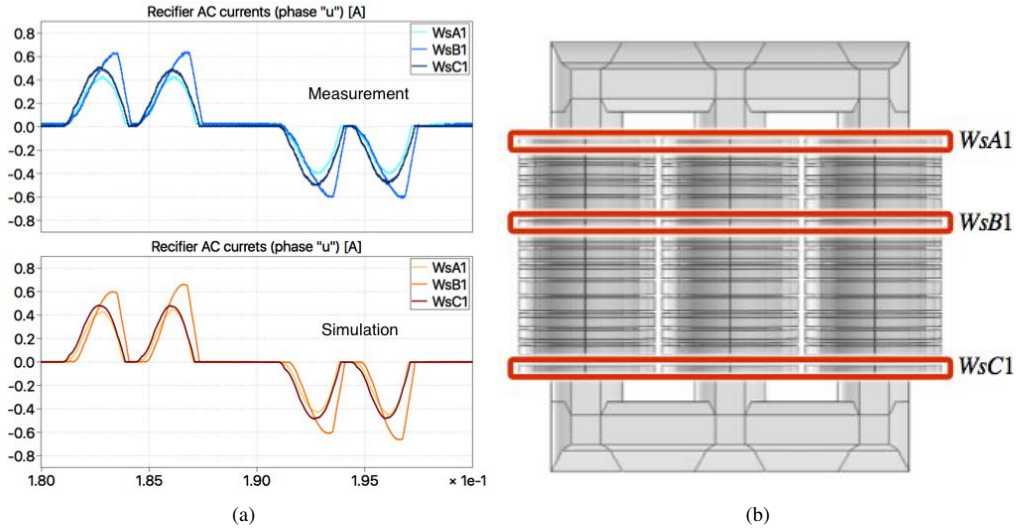 Rectifier AC currents (phase "u") [A]
0.8
0.6
0.4
0.2
0.0
-0.2
-0.4
-0.6
-0.8
WsA1
WsB1
WsC1
Measurement
Rectifier AC currets (phase "u") [A]
0.8
0.6
0.4
0.2
0.0
-0.2
-0.4
-0.6
-0.8
WsA1
WsB1
WsC1
Simulation
1.80 1.85 1.90 1.95 × 1e-1
(a)
WsA1
WsB1
WsC1
(b)